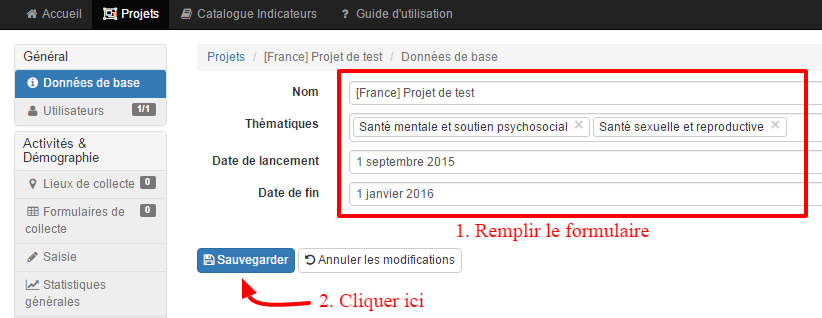 Accueil Projets Catalogue Indicateurs ? Guide d'utilisation
Général
Données de base
Utilisateurs 1/1
Activités &
Démographie
Lieux de collecte 0
Formulaires de 0
collecte
Saisie
Statistiques
générales
Projets / [France] Projet de test / Données de base
Nom [France] Projet de test
Thématiques Santé mentale et soutien psychosocial × Santé sexuelle et reproductive ×
Date de lancement 1 septembre 2015
Date de fin 1 janvier 2016
1. Remplir le formulaire
Sauvegarder Annuler les modifications
2. Cliquer ici